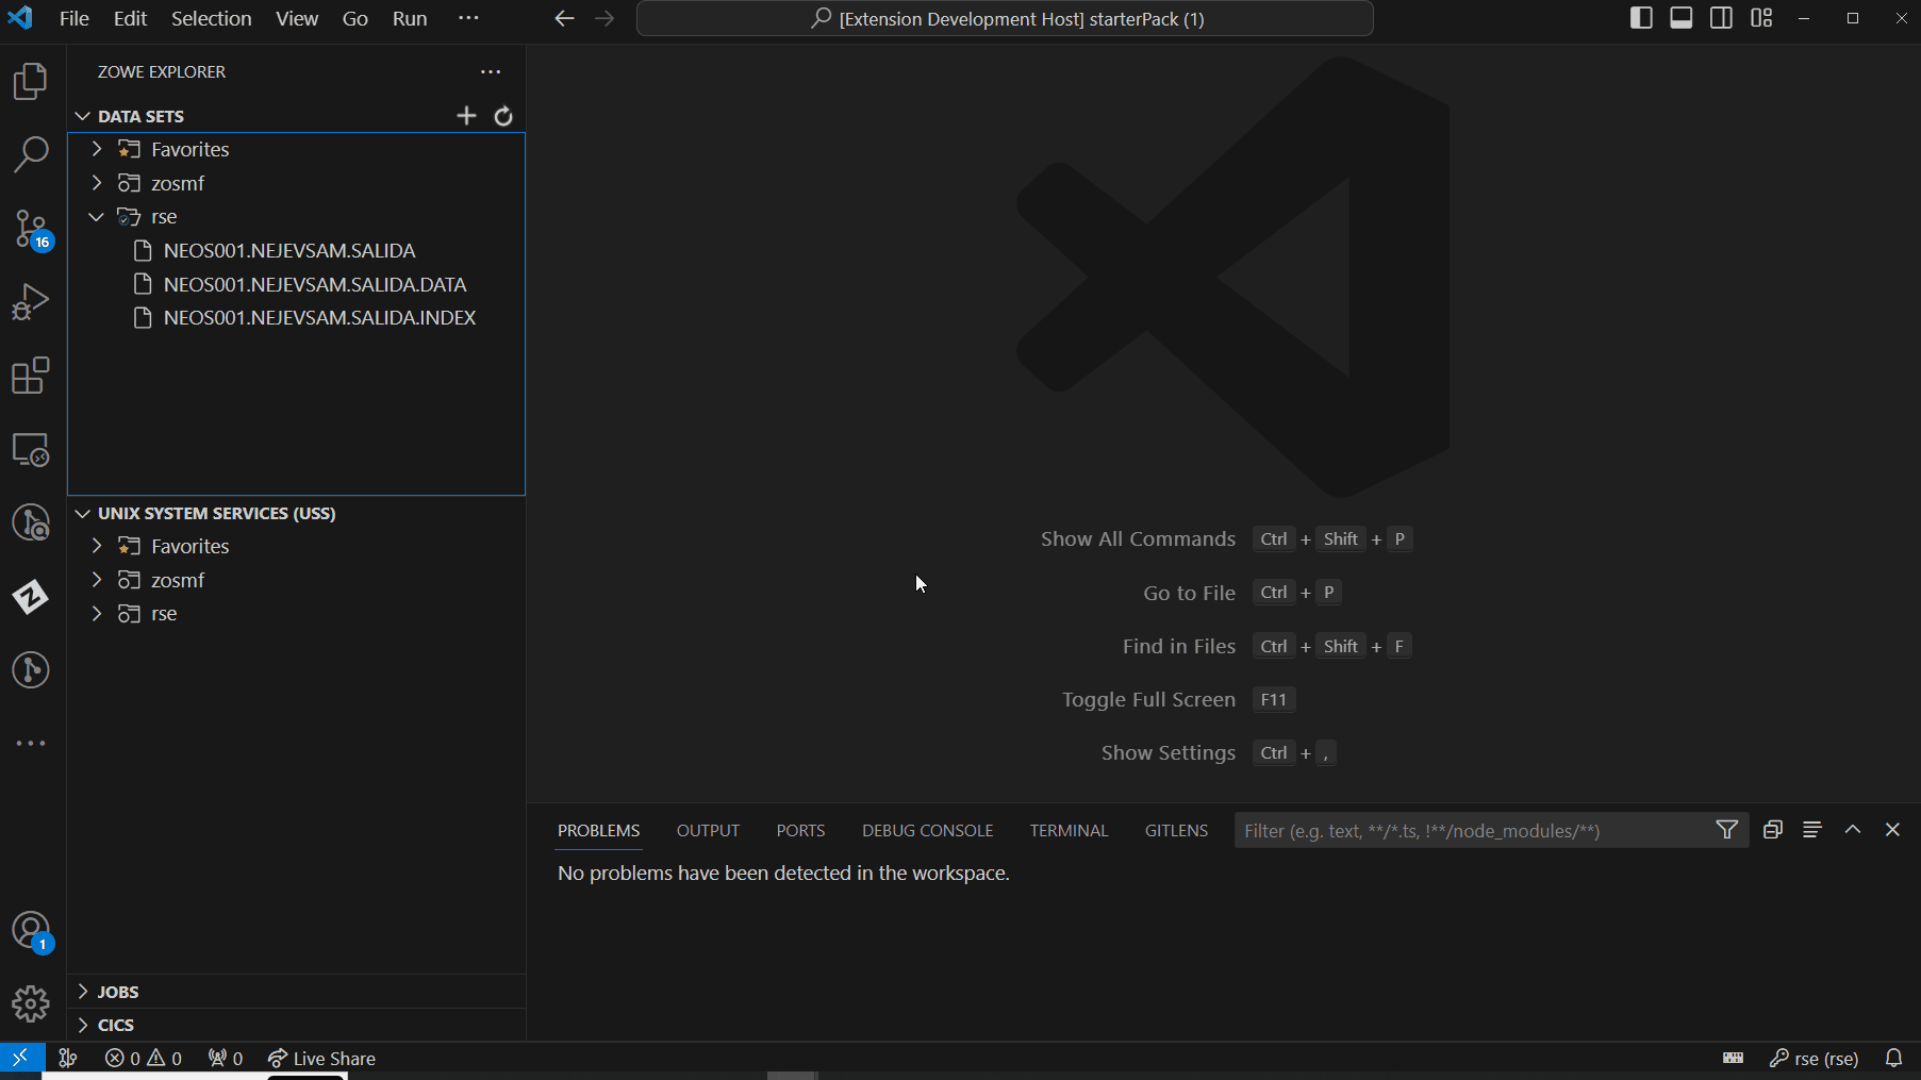 File Edit Selection View Go Run ···
[Extension Development Host] starterPack (1)
ZOWE EXPLORER
DATA SETS
Favorites
zosmf
rse
NEOS001.NEJEVSAM.SALIDA
NEOS001.NEJEVSAM.SALIDA.DATA
NEOS001.NEJEVSAM.SALIDA.INDEX
16
UNIX SYSTEM SERVICES (USS)
Favorites
zosmf
rse
Show All Commands Ctrl + Shift + P
Go to File Ctrl + P
Find in Files Ctrl + Shift + F
Toggle Full Screen F11
Show Settings Ctrl + ,
PROBLEMS OUTPUT PORTS DEBUG CONSOLE TERMINAL GITLENS Filter (e.g. text, **/*.ts, !**/node_modules/**)
No problems have been detected in the workspace.
1
JOBS
CICS
0 0 0 Live Share rse (rse)